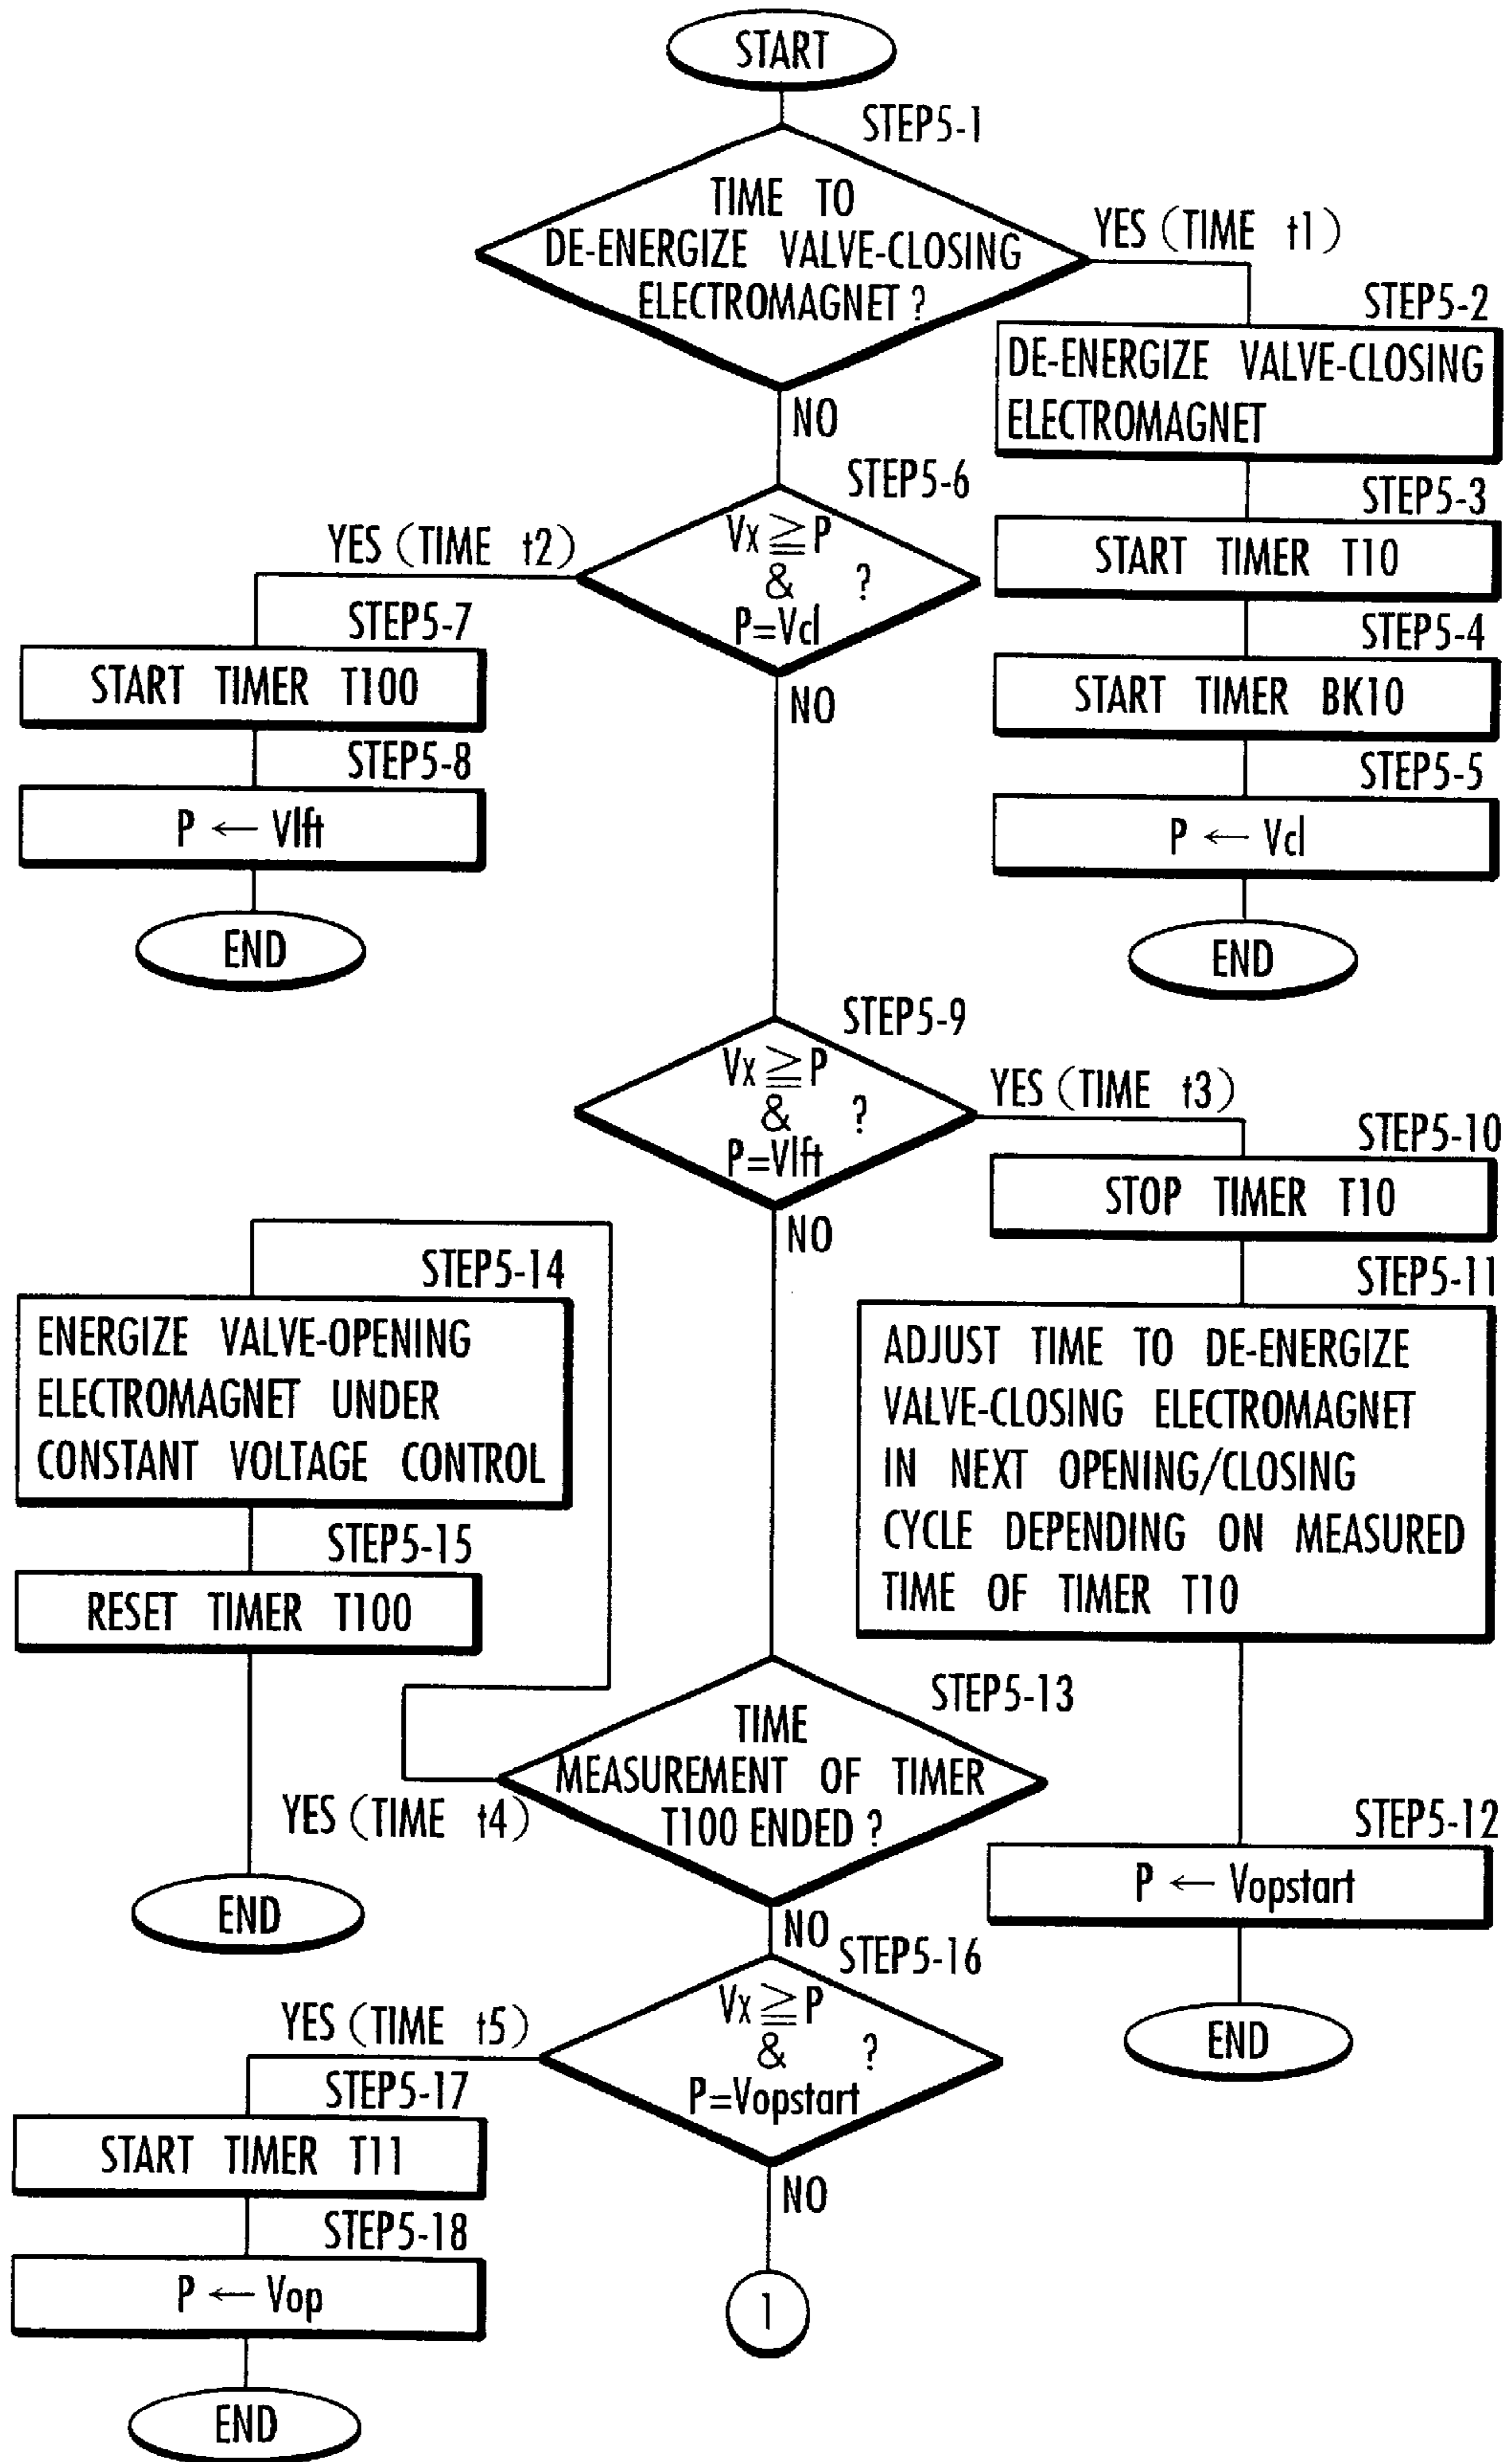 START
STEP5-1
TIME TO
DE-ENERGIZE VALVE-CLOSING
ELECTROMAGNET ?
YES (TIME t1)
NO
STEP5-2
DE-ENERGIZE VALVE-CLOSING
ELECTROMAGNET
STEP5-3
START TIMER T10
STEP5-4
START TIMER BK10
STEP5-5
P ← Vcl
END
STEP5-6
Vx ≧ P
& ?
P=Vcl
YES (TIME t2)
NO
STEP5-7
START TIMER T100
STEP5-8
P ← Vlft
END
STEP5-9
Vx ≧ P
& ?
P=Vlft
YES (TIME t3)
NO
STEP5-10
STOP TIMER T10
STEP5-11
ADJUST TIME TO DE-ENERGIZE
VALVE-CLOSING ELECTROMAGNET
IN NEXT OPENING/CLOSING
CYCLE DEPENDING ON MEASURED
TIME OF TIMER T10
STEP5-12
P ← Vopstart
END
STEP5-13
TIME
MEASUREMENT OF TIMER
T100 ENDED ?
YES (TIME t4)
NO
STEP5-14
ENERGIZE VALVE-OPENING
ELECTROMAGNET UNDER
CONSTANT VOLTAGE CONTROL
STEP5-15
RESET TIMER T100
END
STEP5-16
Vx ≧ P
& ?
P=Vopstart
YES (TIME t5)
NO
STEP5-17
START TIMER T11
STEP5-18
P ← Vop
END
1